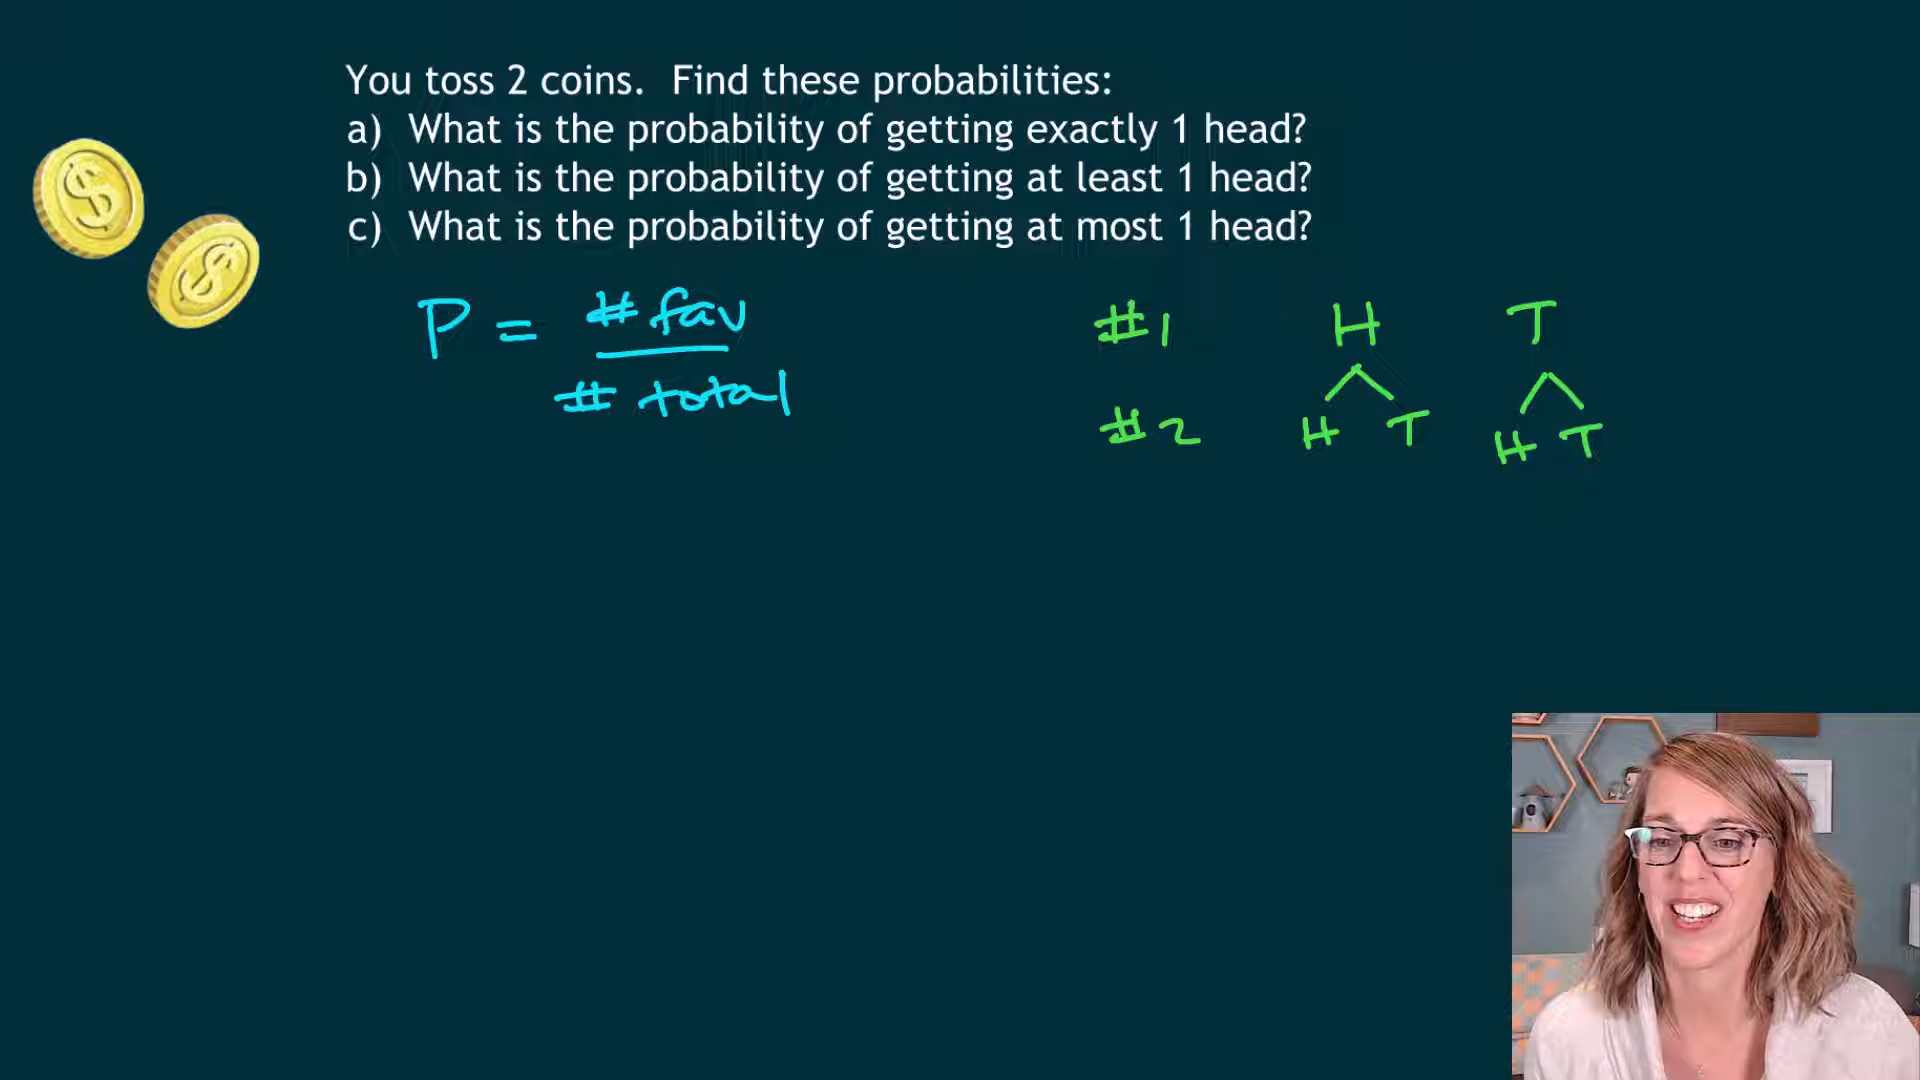 You toss 2 coins. Find these probabilities:
a) What is the probability of getting exactly 1 head?
b) What is the probability of getting at least 1 head?
c) What is the probability of getting at most 1 head?
P = # fav
# total
#1 H T
#2 H T H T